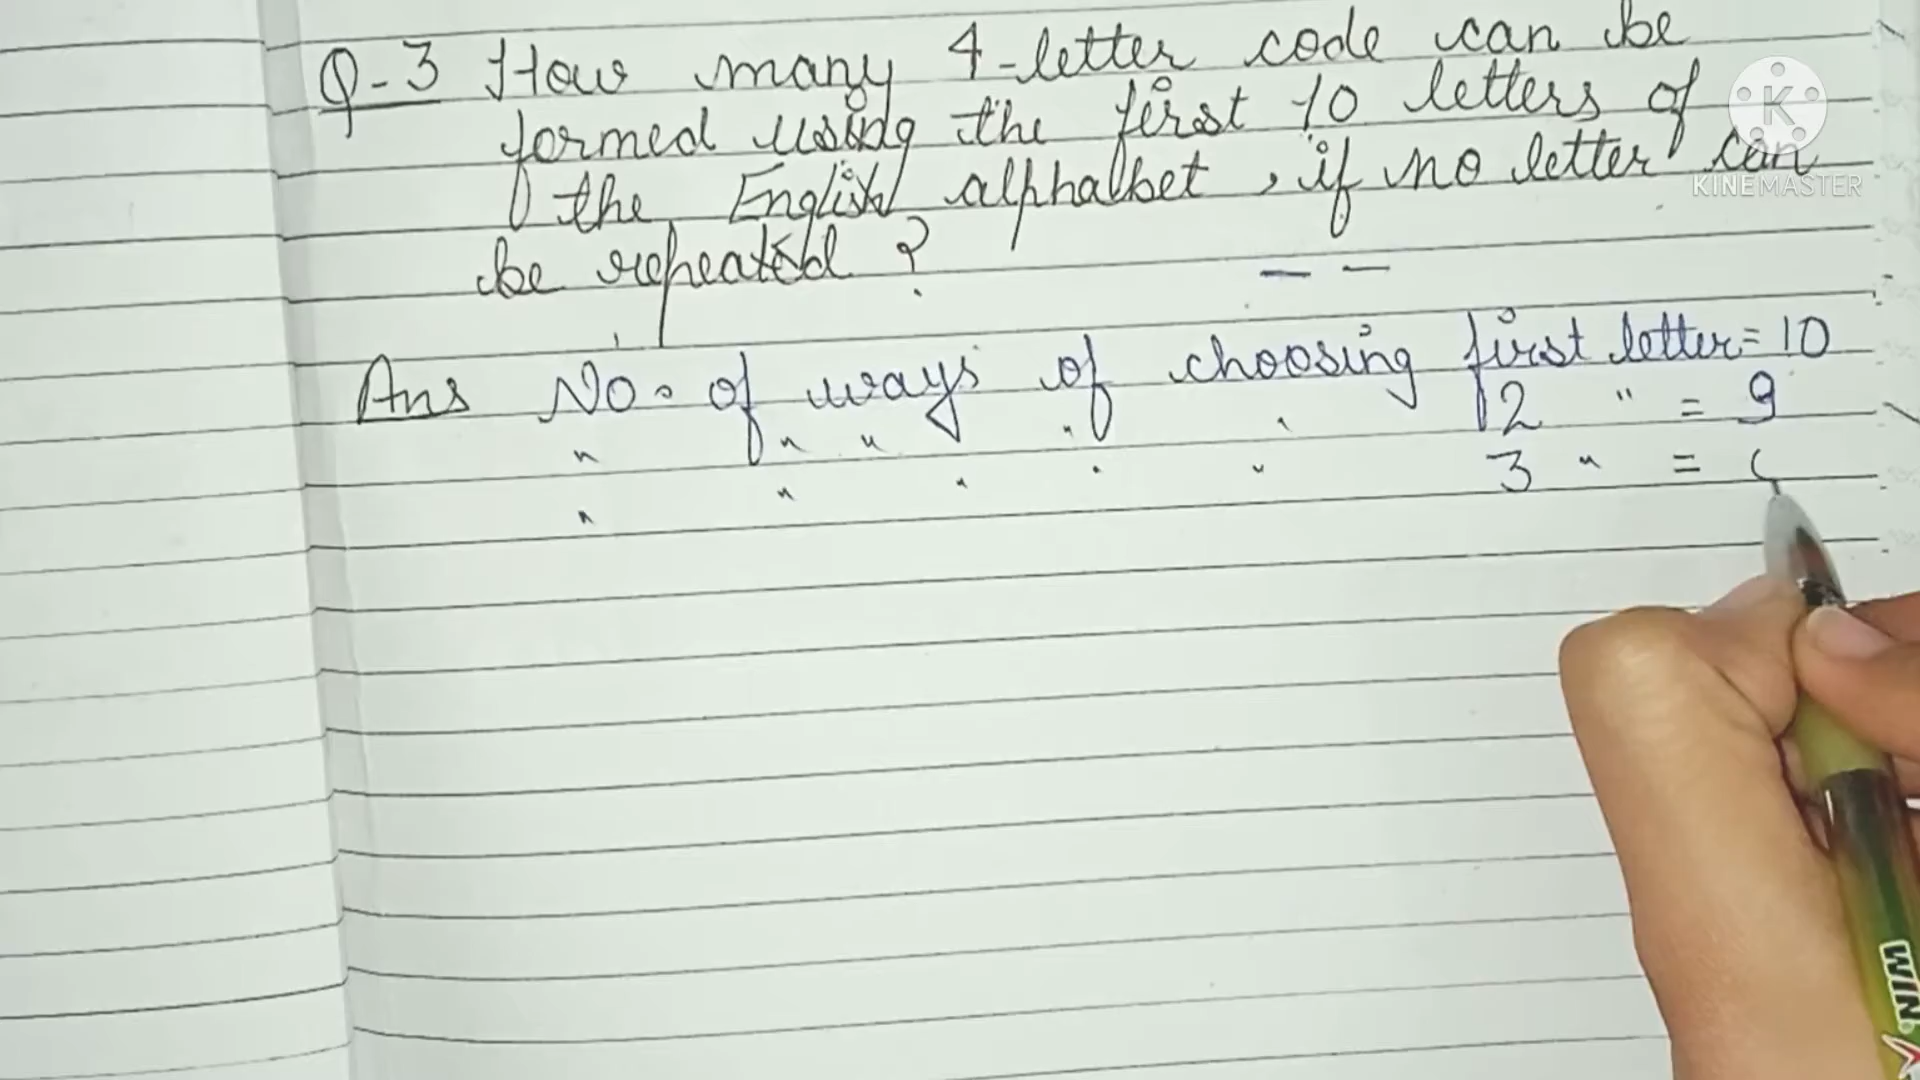 Q-3 How many 4-letter code can be
formed using the first 10 letters of
the English alphabet, if no letter can
be repeated ?
Ans No. of ways of choosing first letter = 10
" " " " " 2 " = 9
" " " " " 3 " =
K
KINEMASTER
WIN